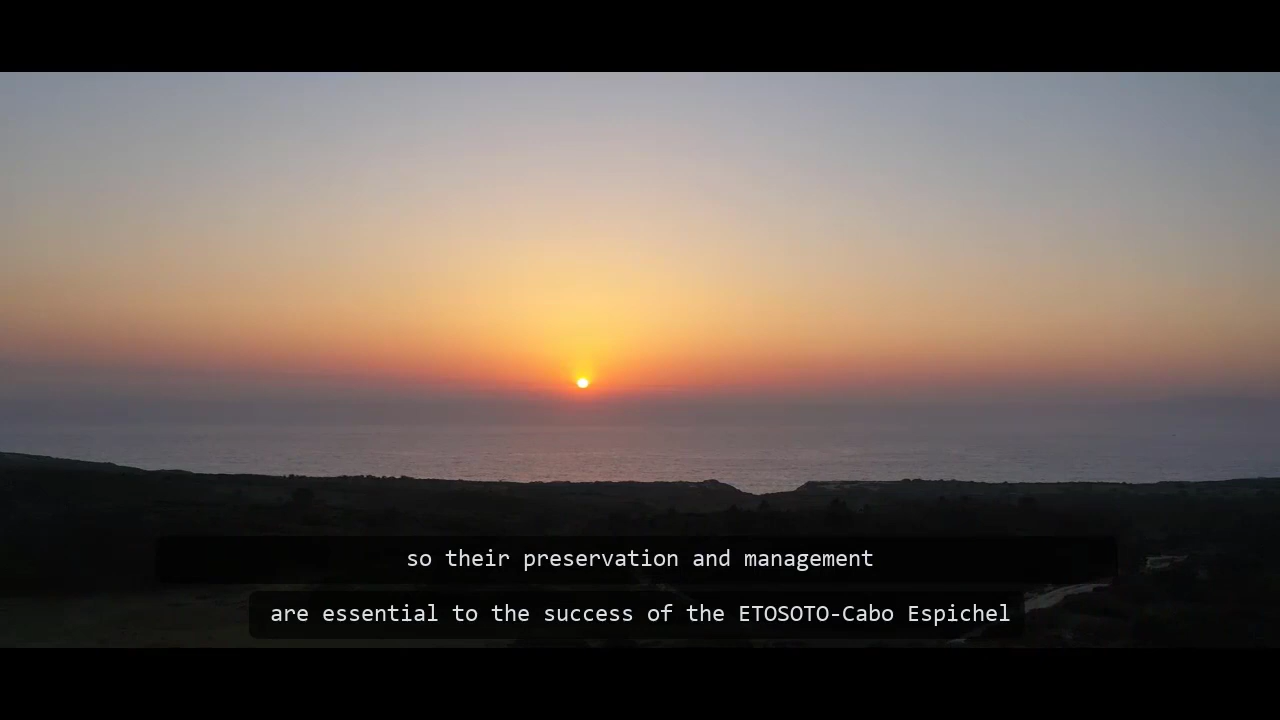 so their preservation and management
are essential to the success of the ETOSOTO-Cabo Espichel